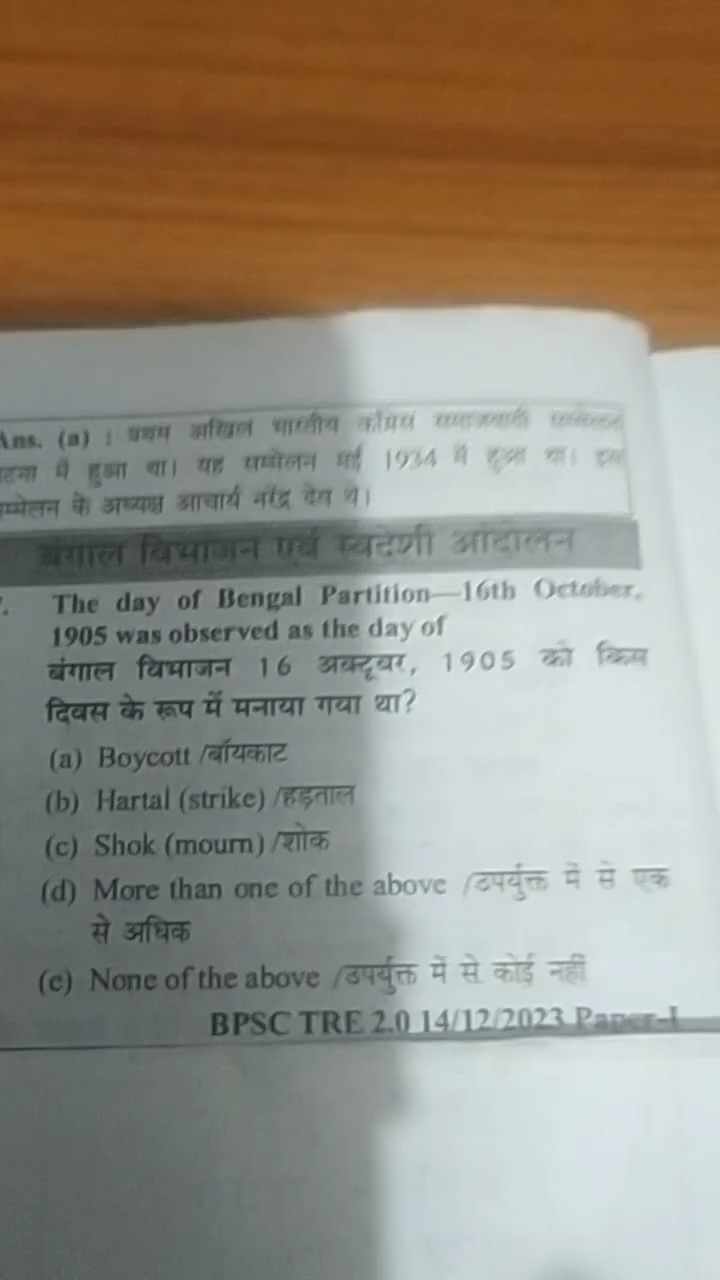 Ans. (a) : प्रथम अखिल भारतीय काँग्रेस समाजवादी सम्मेलन
टना में हुआ था। यह सम्मेलन मई 1934 में हुआ था। इस
म्मेलन के अध्यक्ष आचार्य नरेंद्र देव थे।
बंगाल विभाजन एवं स्वदेशी आंदोलन
The day of Bengal Partition—16th October,
1905 was observed as the day of
बंगाल विभाजन 16 अक्टूबर, 1905 को किस
दिवस के रूप में मनाया गया था?
(a) Boycott /बॉयकाट
(b) Hartal (strike) /हड़ताल
(c) Shok (mourn) /शोक
(d) More than one of the above /उपर्युक्त में से एक
से अधिक
(e) None of the above /उपर्युक्त में से कोई नहीं
BPSC TRE 2.0 14/12/2023 Paper-I